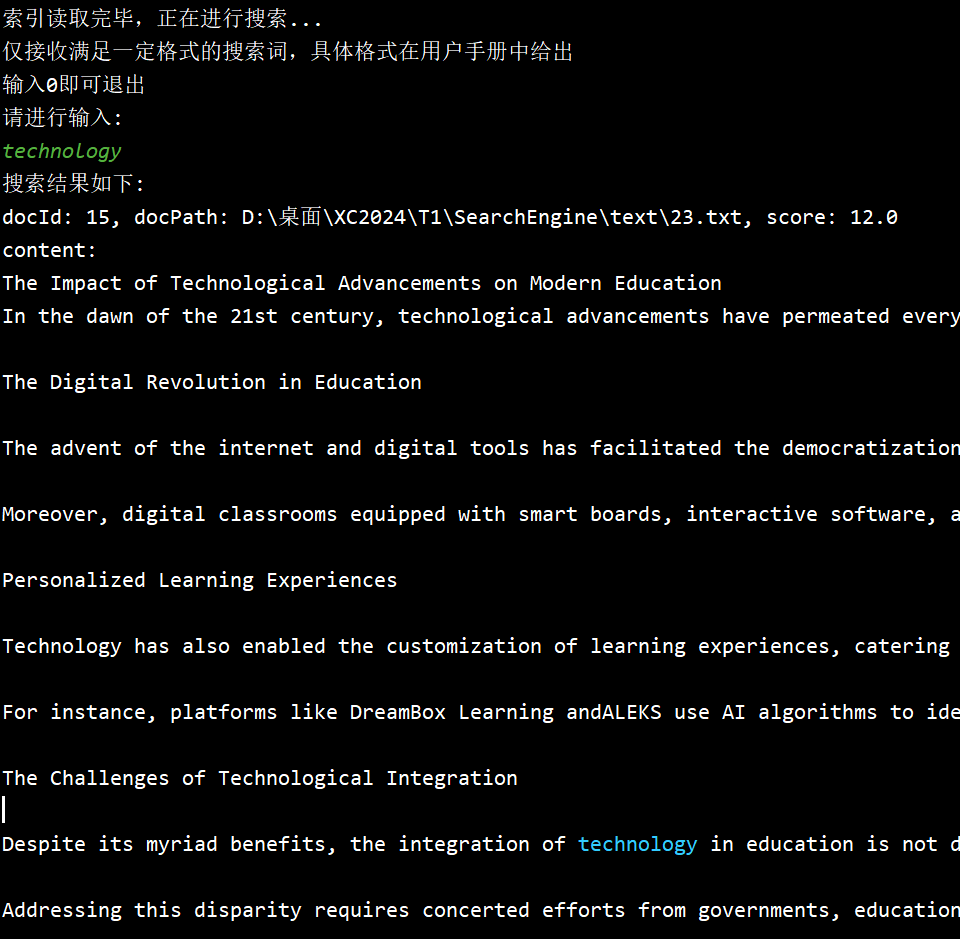 索引读取完毕，正在进行搜索...
仅接收满足一定格式的搜索词，具体格式在用户手册中给出
输入0即可退出
请进行输入:
technology
搜索结果如下:
docId: 15, docPath: D:\桌面\XC2024\T1\SearchEngine\text\23.txt, score: 12.0
content:
The Impact of Technological Advancements on Modern Education
In the dawn of the 21st century, technological advancements have permeated every
The Digital Revolution in Education
The advent of the internet and digital tools has facilitated the democratization
Moreover, digital classrooms equipped with smart boards, interactive software, a
Personalized Learning Experiences
Technology has also enabled the customization of learning experiences, catering
For instance, platforms like DreamBox Learning andALEKS use AI algorithms to ide
The Challenges of Technological Integration
Despite its myriad benefits, the integration of technology in education is not d
Addressing this disparity requires concerted efforts from governments, education